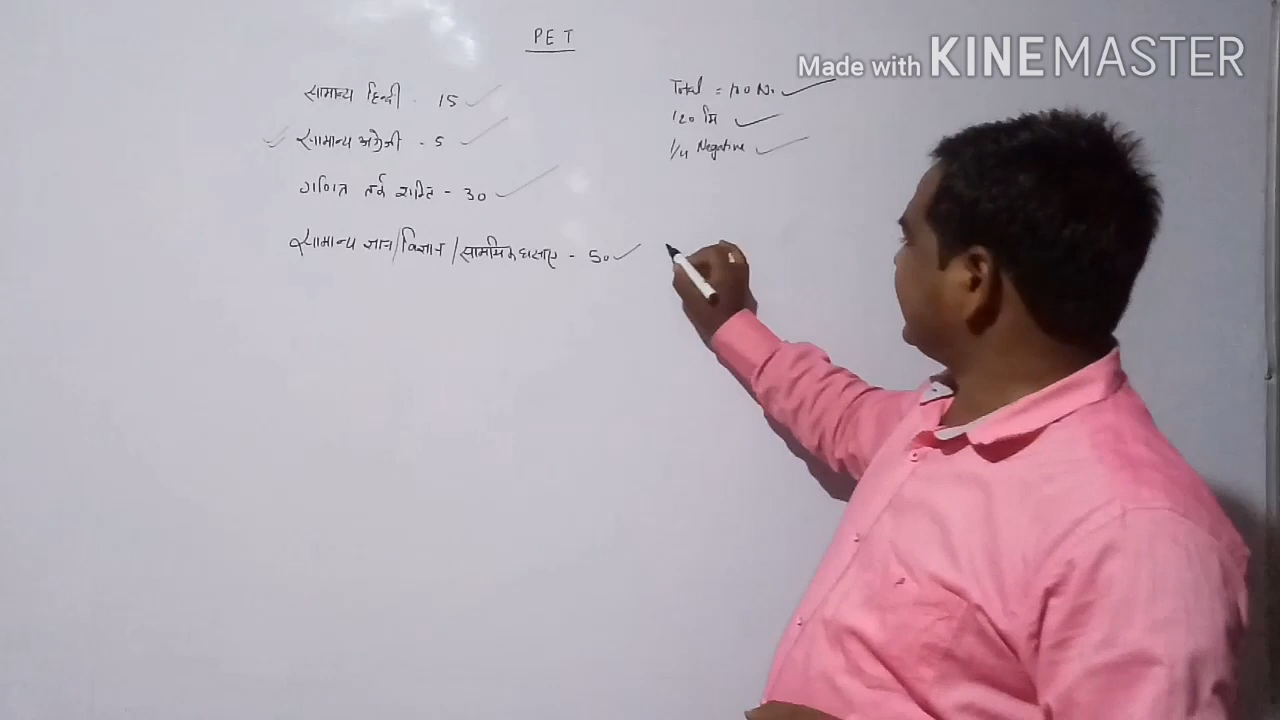 PET
Made with KINEMASTER
सामान्य हिन्दी - 15
सामान्य अंग्रेजी - 5
गणित तर्क शक्ति - 30
सामान्य ज्ञान/विज्ञान/सामयिक घटनाए - 50
Total = 100 No
120 मि
1/4 Negative